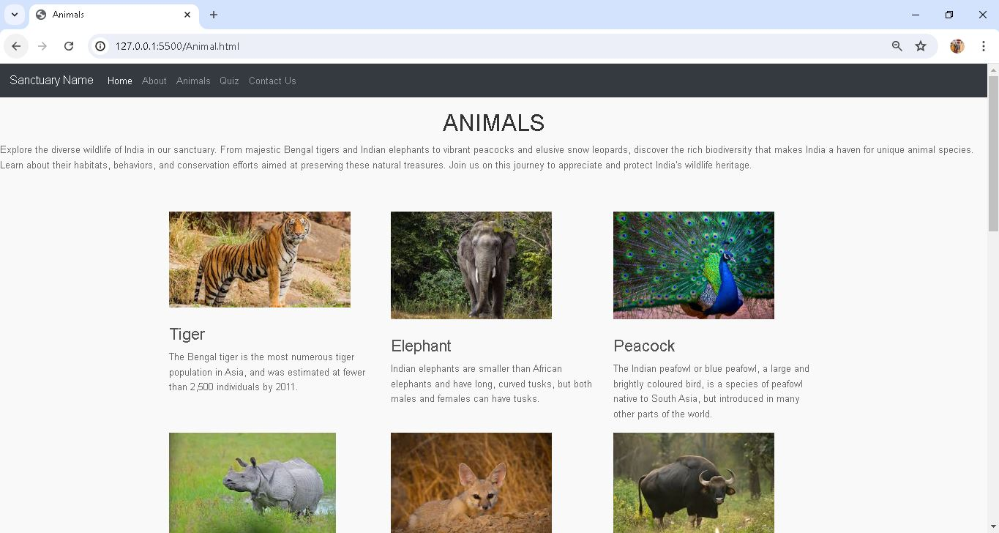 Animals
127.0.0.1:5500/Animal.html
Sanctuary Name Home About Animals Quiz Contact Us
ANIMALS
Explore the diverse wildlife of India in our sanctuary. From majestic Bengal tigers and Indian elephants to vibrant peacocks and elusive snow leopards, discover the rich biodiversity that makes India a haven for unique animal species.
Learn about their habitats, behaviors, and conservation efforts aimed at preserving these natural treasures. Join us on this journey to appreciate and protect India's wildlife heritage.
Tiger
The Bengal tiger is the most numerous tiger
population in Asia, and was estimated at fewer
than 2,500 individuals by 2011.
Elephant
Indian elephants are smaller than African
elephants and have long, curved tusks, but both
males and females can have tusks.
Peacock
The Indian peafowl or blue peafowl, a large and
brightly coloured bird, is a species of peafowl
native to South Asia, but introduced in many
other parts of the world.